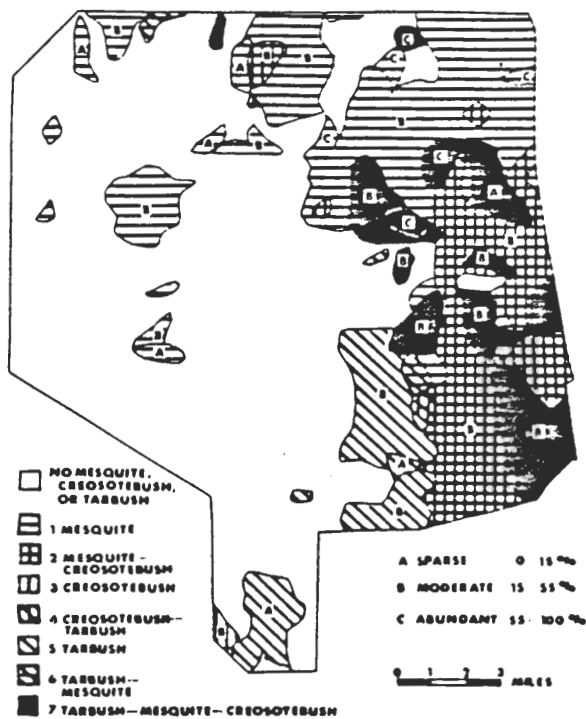 A
B
A
B
B
C
C
C
B
A
B
C
C
A
B
B
C
B
B
B
B
A
B
B
B
B
A
B
B
A
B
A
NO MESQUITE,
CREOSOTEBUSH,
OR TARBUSH
1 MESQUITE
2 MESQUITE-
CREOSOTEBUSH
3 CREOSOTEBUSH
4 CREOSOTEBUSH-
TARBUSH
5 TARBUSH
6 TARBUSH-
MESQUITE
7 TARBUSH-MESQUITE-CREOSOTEBUSH
A SPARSE 0 15 %
B MODERATE 15 55 %
C ABUNDANT 55-100 %
0 1 2 3 MILES